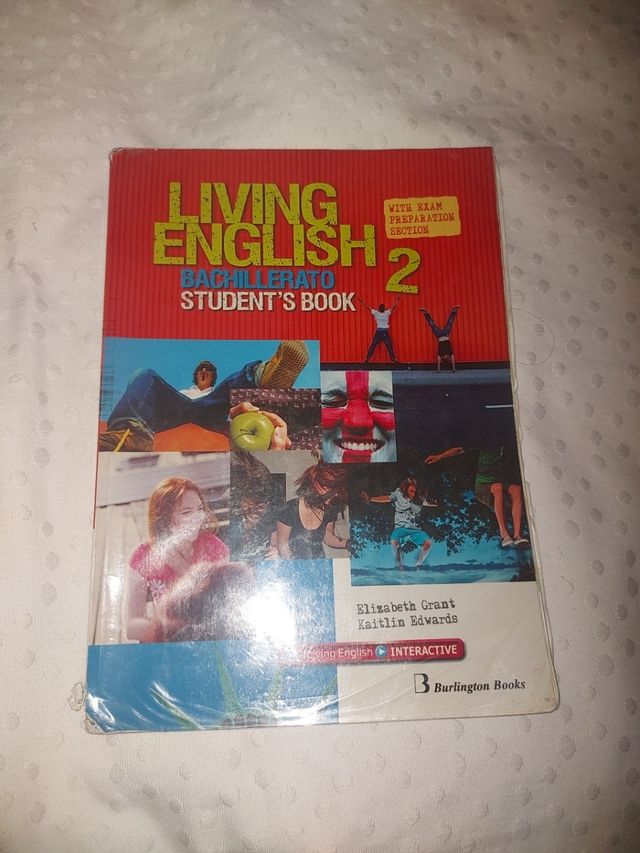 LIVING
ENGLISH 2
BACHILLERATO
STUDENT'S BOOK
WITH EXAM
PREPARATION
SECTION
Elizabeth Grant
Kaitlin Edwards
Living English INTERACTIVE
B Burlington Books